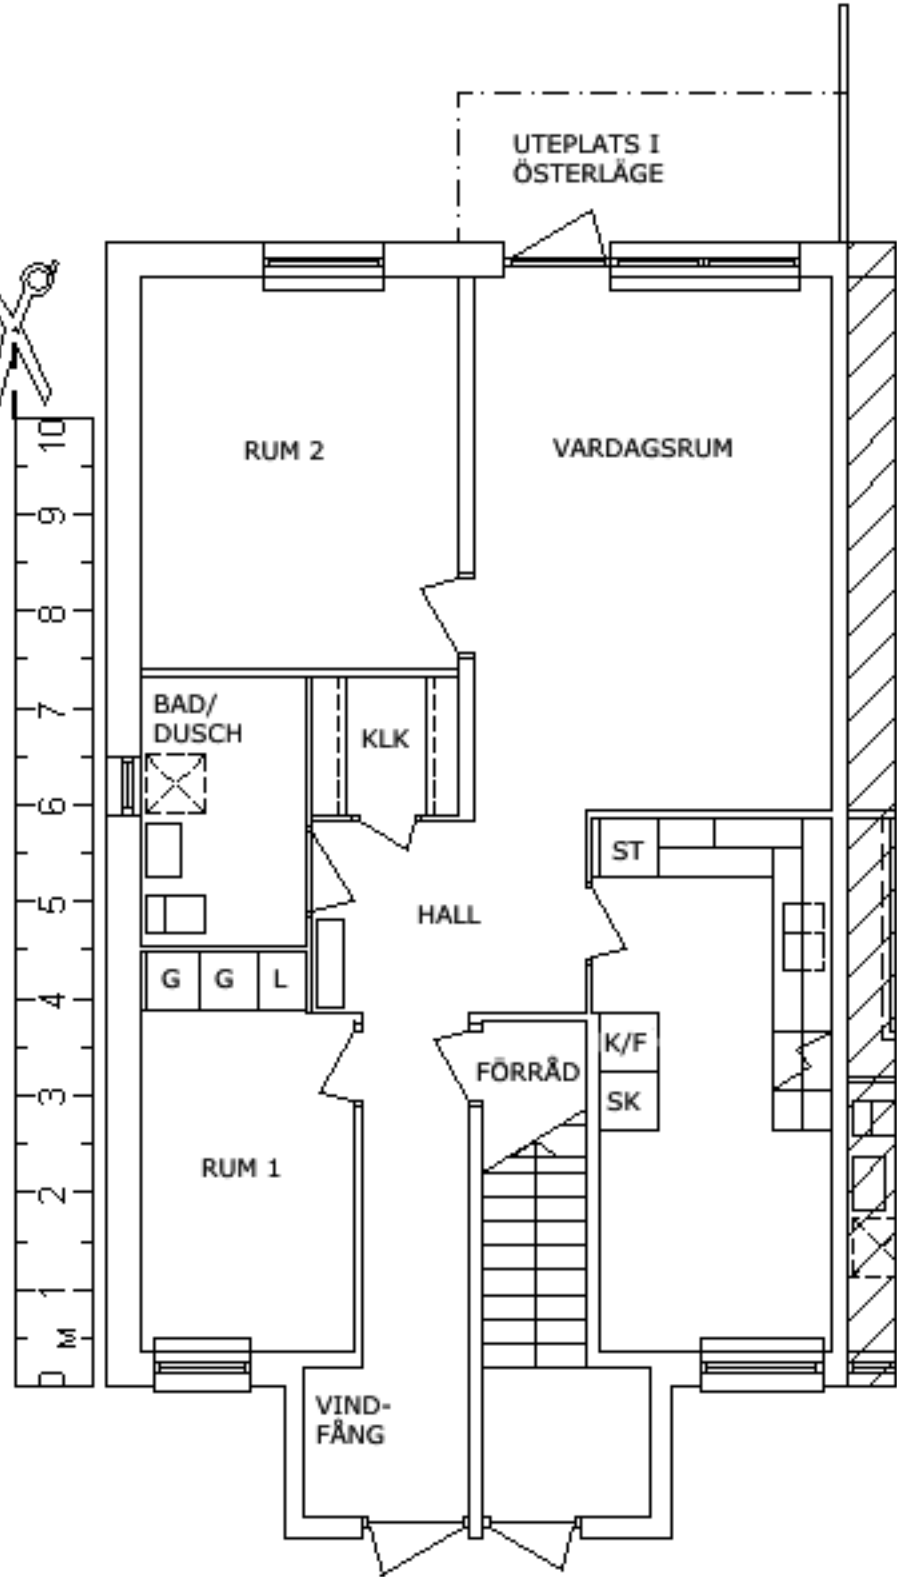 UTEPLATS I
ÖSTERLÄGE
RUM 2
VARDAGSRUM
BAD/
DUSCH
KLK
ST
HALL
G
G
L
K/F
FÖRRÅD
SK
RUM 1
VIND-
FÅNG
10
9
8
7
6
5
4
3
2
1
M
0